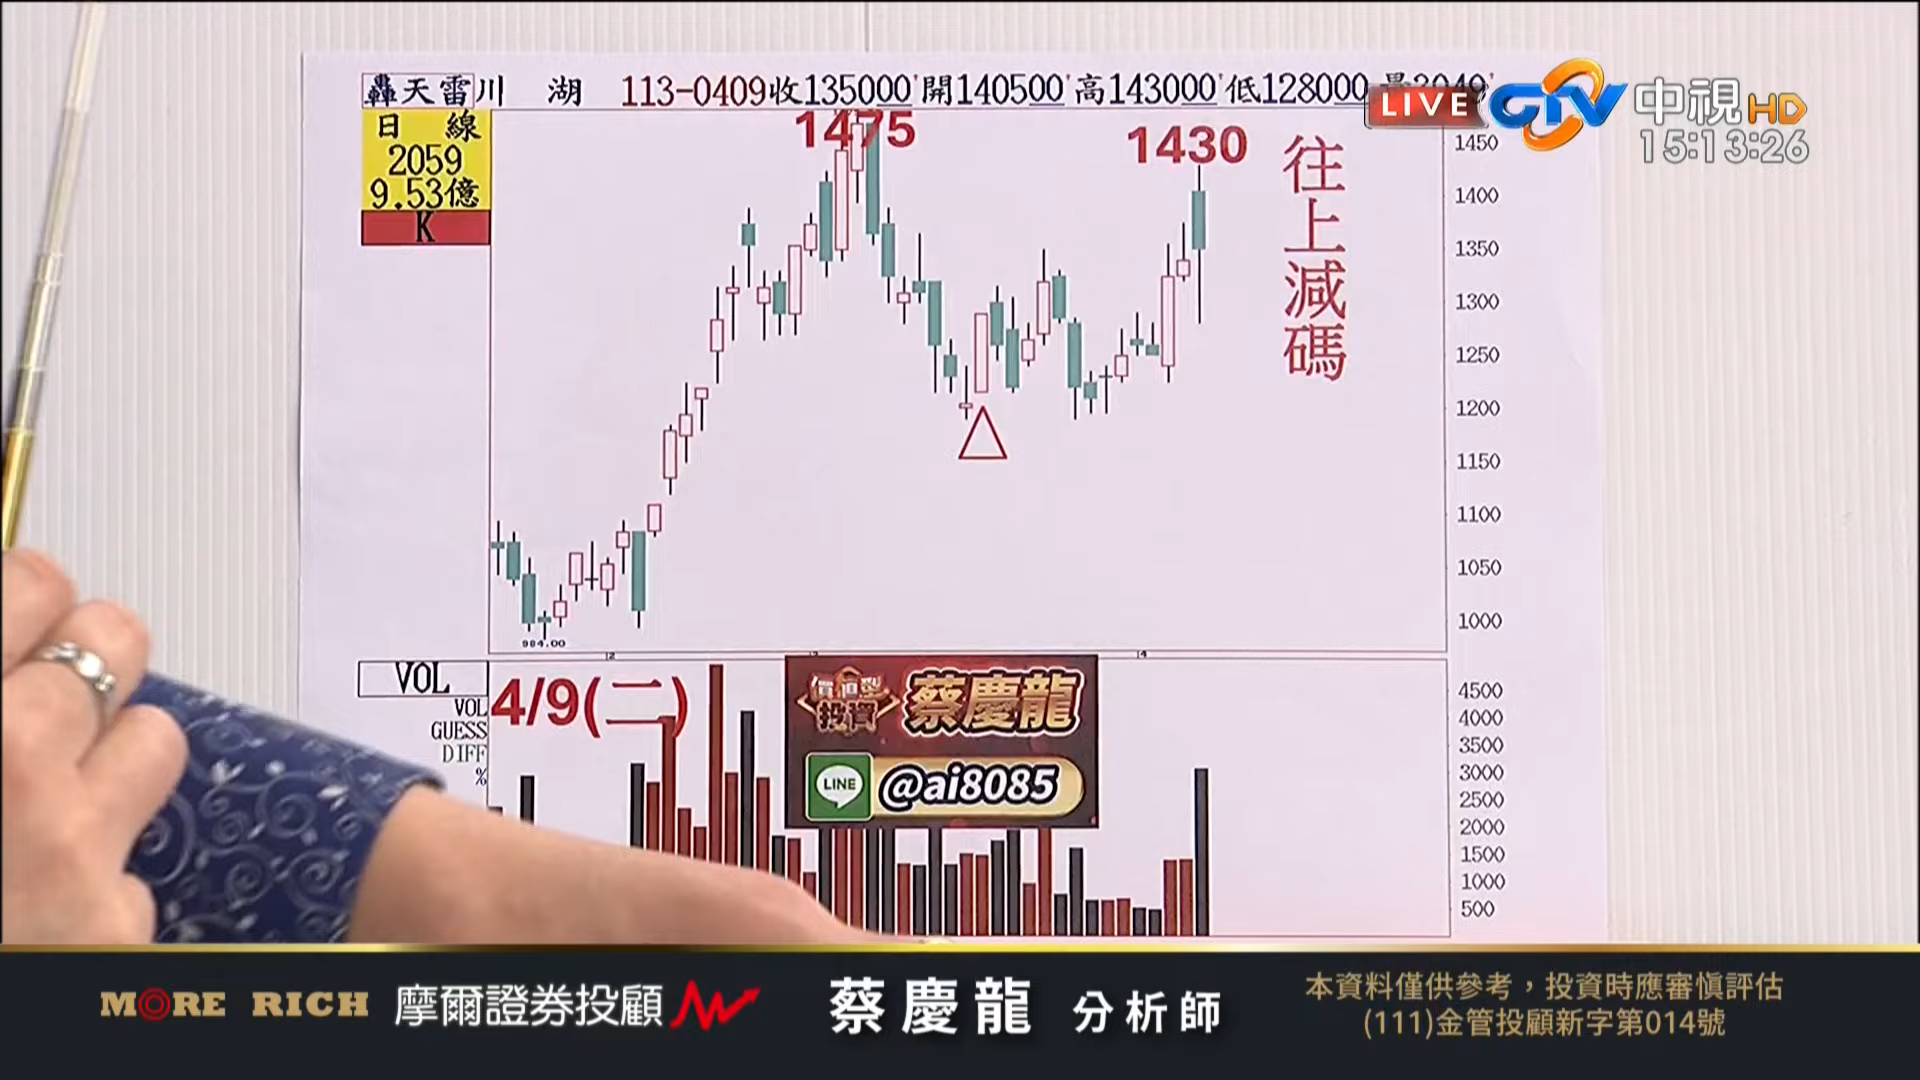 轟天雷川 湖 113-0409收135000'開140500'高143000'低128000
LIVE
CTV中視HD
15:13:26
日 線
2059
9.53億
K
1475
1430
往上減碼
1450
1400
1350
1300
1250
1200
1150
1100
1050
1000
984.00
2
3
4
VOL
VOL
GUESS
DIFF
%
4/9(二)
價值型投資
蔡慶龍
LINE
@ai8085
4500
4000
3500
3000
2500
2000
1500
1000
500
MORE RICH 摩爾證券投顧
蔡慶龍 分析師
本資料僅供參考，投資時應審慎評估
(111)金管投顧新字第014號